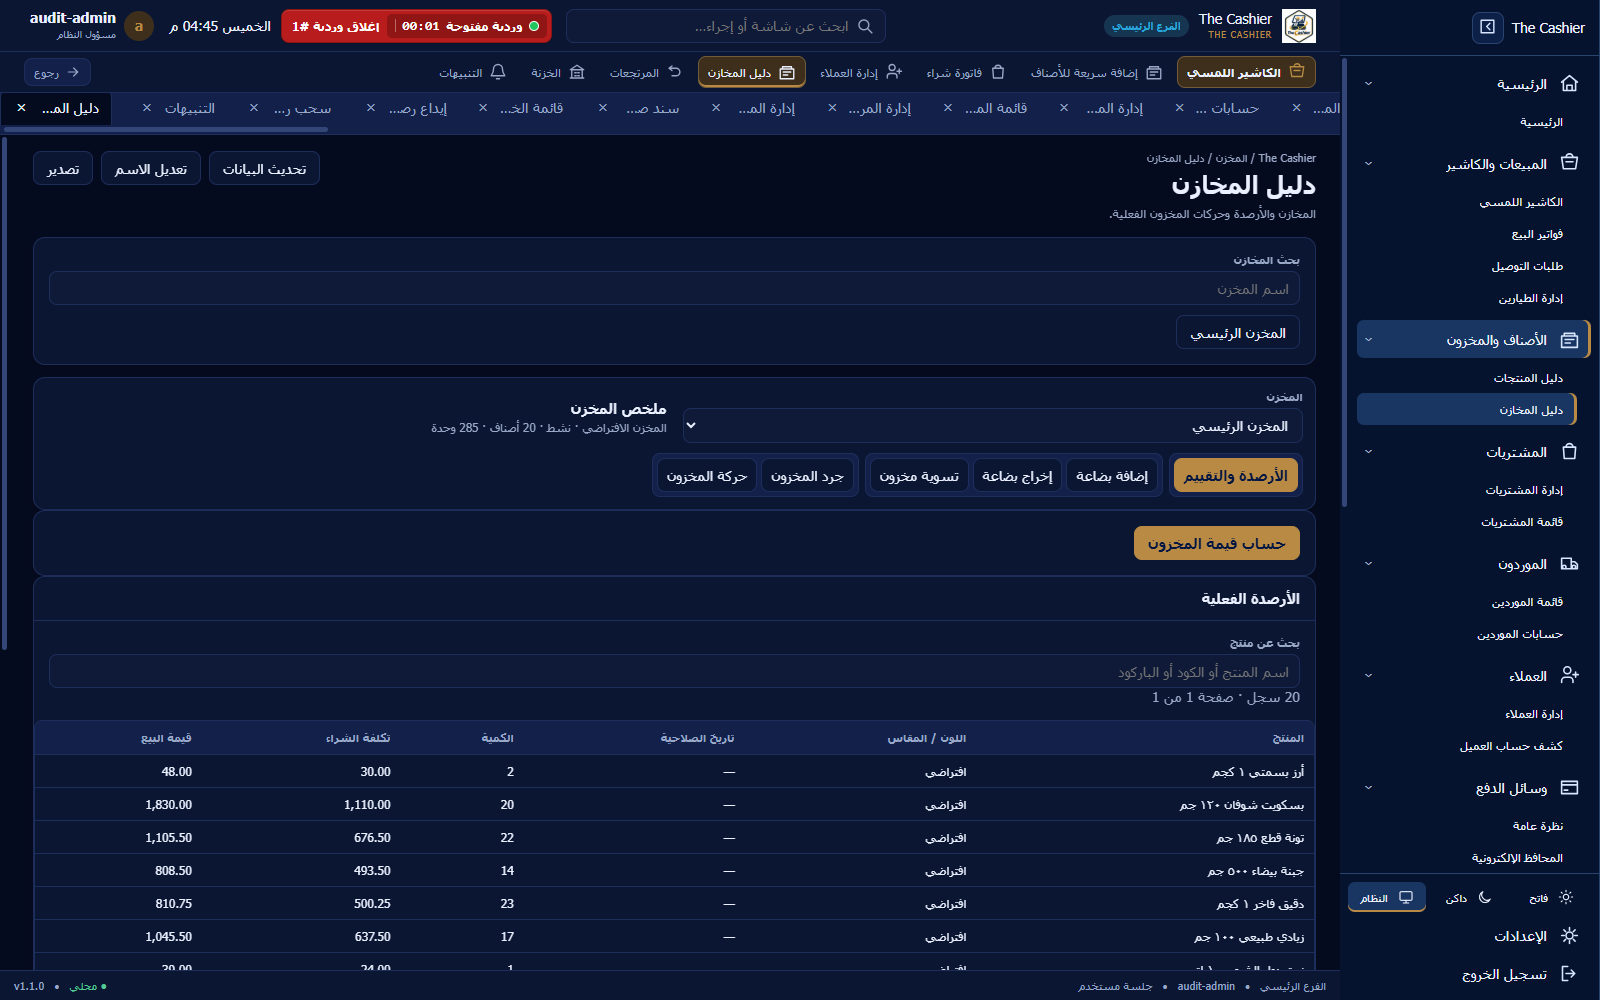 The Cashier
THE CASHIER
الفرع الرئيسي
ابحث عن شاشة أو إجراء...
وردية مفتوحة 00:01
إغلاق وردية #1
الخميس 04:45 م
audit-admin
مسؤول النظام
a
الكاشير اللمسي
إضافة سريعة للأصناف
فاتورة شراء
إدارة العملاء
دليل المخازن
المرتجعات
الخزنة
التنبيهات
رجوع
حسابات ...
إدارة الم...
قائمة الم...
إدارة المر...
إدارة الم...
سند ص...
قائمة الخ...
إيداع رص...
سحب ر...
التنبيهات
دليل الم...
The Cashier
الرئيسية
الرئيسية
المبيعات والكاشير
الكاشير اللمسي
فواتير البيع
طلبات التوصيل
إدارة الطيارين
الأصناف والمخزون
دليل المنتجات
دليل المخازن
المشتريات
إدارة المشتريات
قائمة المشتريات
الموردون
قائمة الموردين
حسابات الموردين
العملاء
إدارة العملاء
كشف حساب العميل
وسائل الدفع
نظرة عامة
المحافظ الإلكترونية
فاتح
داكن
النظام
الإعدادات
تسجيل الخروج
The Cashier / المخزن / دليل المخازن
دليل المخازن
المخازن والأرصدة وحركات المخزون الفعلية.
تحديث البيانات
تعديل الاسم
تصدير
بحث المخازن
اسم المخزن
المخزن الرئيسي
المخزن
المخزن الرئيسي
ملخص المخزن
المخزن الافتراضي · نشط · 20 أصناف · 285 وحدة
الأرصدة والتقييم
إضافة بضاعة
إخراج بضاعة
تسوية مخزون
جرد المخزون
حركة المخزون
حساب قيمة المخزون
الأرصدة الفعلية
بحث عن منتج
اسم المنتج أو الكود أو الباركود
20 سجل · صفحة 1 من 1
المنتج اللون / المقاس تاريخ الصلاحية الكمية تكلفة الشراء قيمة البيع
أرز بسمتي ١ كجم افتراضي — 2 30.00 48.00
بسكويت شوفان ١٢٠ جم افتراضي — 20 1,110.00 1,830.00
تونة قطع ١٨٥ جم افتراضي — 22 676.50 1,105.50
جبنة بيضاء ٥٠٠ جم افتراضي — 14 493.50 808.50
دقيق فاخر ١ كجم افتراضي — 23 500.25 810.75
زبادي طبيعي ١٠٠ جم افتراضي — 17 637.50 1,045.50
الفرع الرئيسي • audit-admin • جلسة مستخدم
محلي • v1.1.0